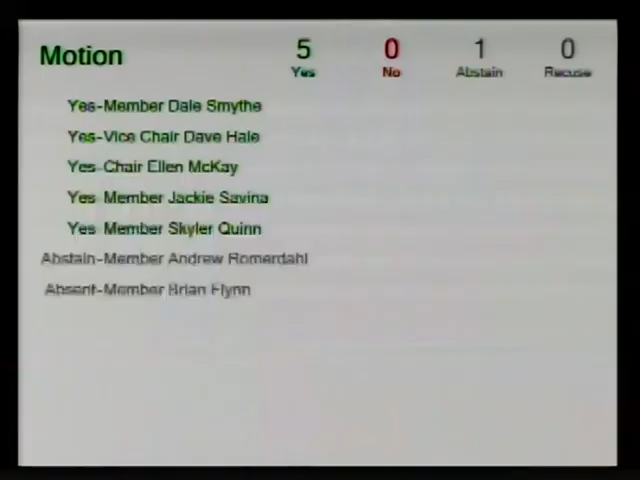 Motion
5 0 1 0
Yes No Abstain Recuse
Yes-Member Dale Smythe
Yes-Vice Chair Dave Hale
Yes-Chair Ellen McKay
Yes-Member Jackie Savina
Yes-Member Skyler Quinn
Abstain-Member Andrew Romerdahl
Absent-Member Brian Flynn